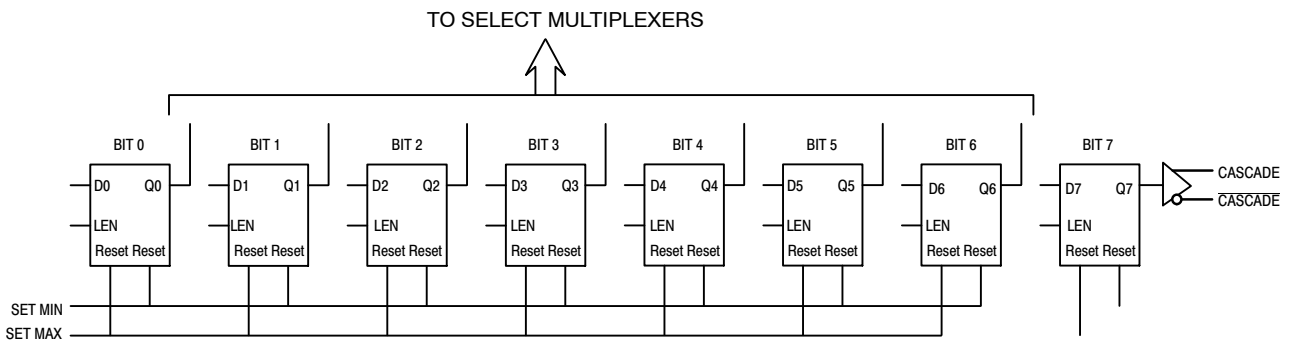 TO SELECT MULTIPLEXERS
BIT 0 BIT 1 BIT 2 BIT 3 BIT 4 BIT 5 BIT 6 BIT 7
D0 Q0 D1 Q1 D2 Q2 D3 Q3 D4 Q4 D5 Q5 D6 Q6 D7 Q7 CASCADE
CASCADE
LEN LEN LEN LEN LEN LEN LEN LEN
Reset Reset Reset Reset Reset Reset Reset Reset Reset Reset Reset Reset Reset Reset Reset Reset
SET MIN
SET MAX